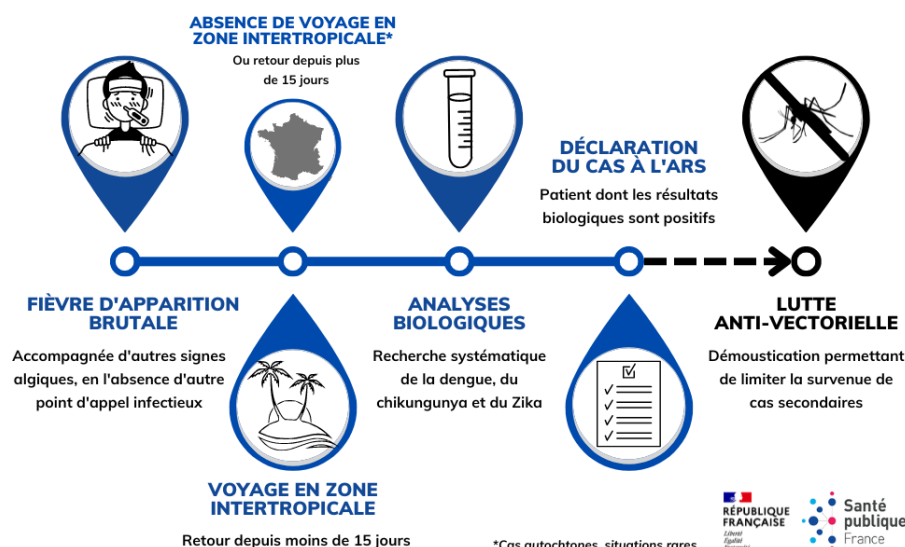 ABSENCE DE VOYAGE EN
ZONE INTERTROPICALE*
Ou retour depuis plus
de 15 jours
DÉCLARATION
DU CAS À L'ARS
Patient dont les résultats
biologiques sont positifs
FIÈVRE D'APPARITION
BRUTALE
Accompagnée d'autres signes
algiques, en l'absence d'autre
point d'appel infectieux
VOYAGE EN ZONE
INTERTROPICALE
Retour depuis moins de 15 jours
ANALYSES
BIOLOGIQUES
Recherche systématique
de la dengue, du
chikungunya et du Zika
LUTTE
ANTI-VECTORIELLE
Démoustication permettant
de limiter la survenue de
cas secondaires
*Cas autochtones, situations rares
RÉPUBLIQUE
FRANÇAISE
Liberté
Égalité
Santé
publique
France